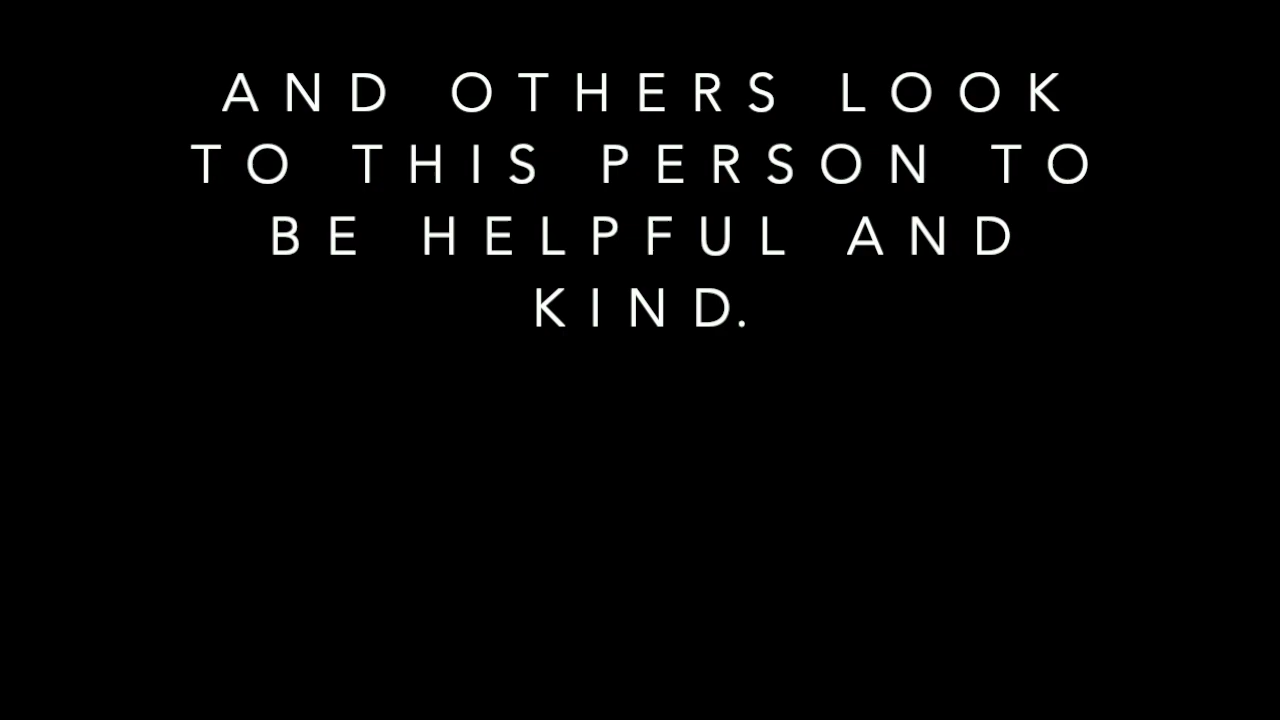 AND OTHERS LOOK
TO THIS PERSON TO
BE HELPFUL AND
KIND.